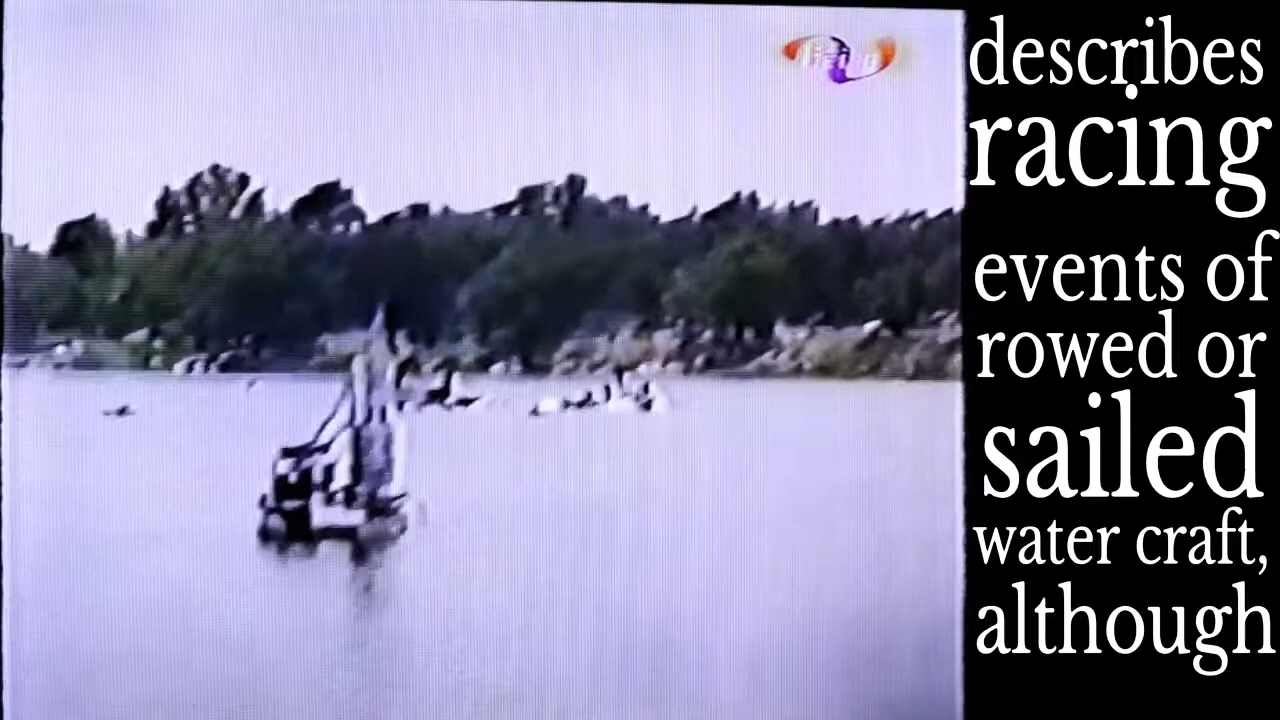 describes
racing
events of
rowed or
sailed
water craft,
although